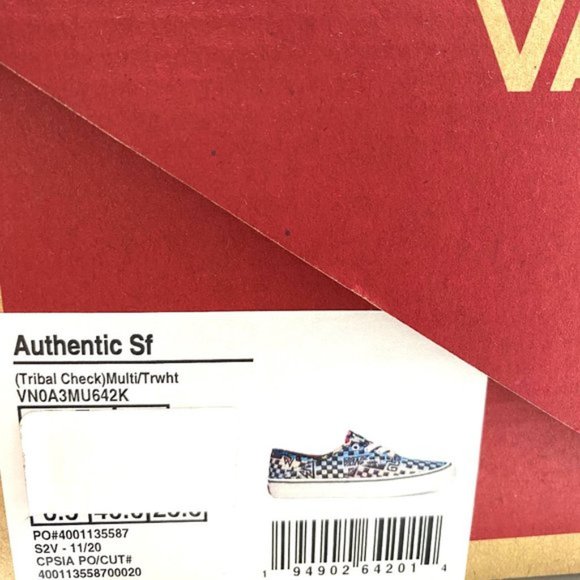 VA
Authentic Sf
(Tribal Check)Multi/Trwht
VN0A3MU642K
PO#4001135587
S2V - 11/20
CPSIA PO/CUT#
400113558700020
1 94902 64201 4